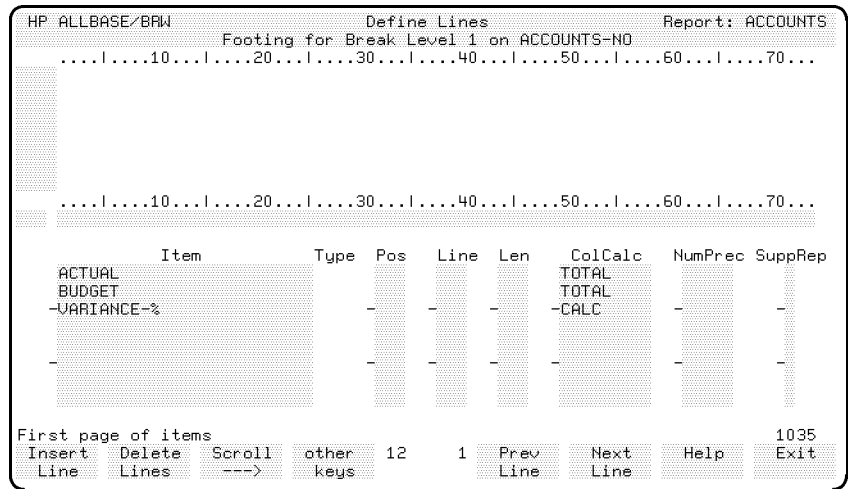 HP ALLBASE/BRW Define Lines Report: ACCOUNTS
Footing for Break Level 1 on ACCOUNTS-NO
....|....10...|....20...|....30...|....40...|....50...|....60...|....70...
....|....10...|....20...|....30...|....40...|....50...|....60...|....70...
Item Type Pos Line Len ColCalc NumPrec SuppRep
ACTUAL TOTAL
BUDGET TOTAL
-VARIANCE-% - - - -CALC - -
- - - - - - -
First page of items 1035
Insert Delete Scroll other 12 1 Prev Next Help Exit
Line Lines ---> keys Line Line